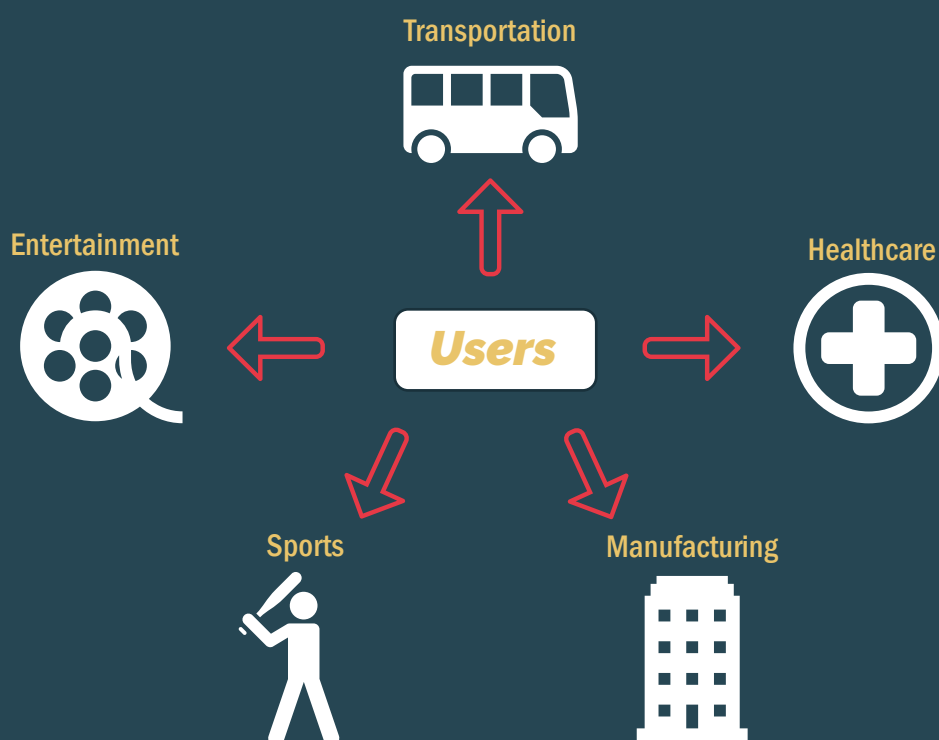 Transportation
Entertainment
Healthcare
Users
Sports
Manufacturing